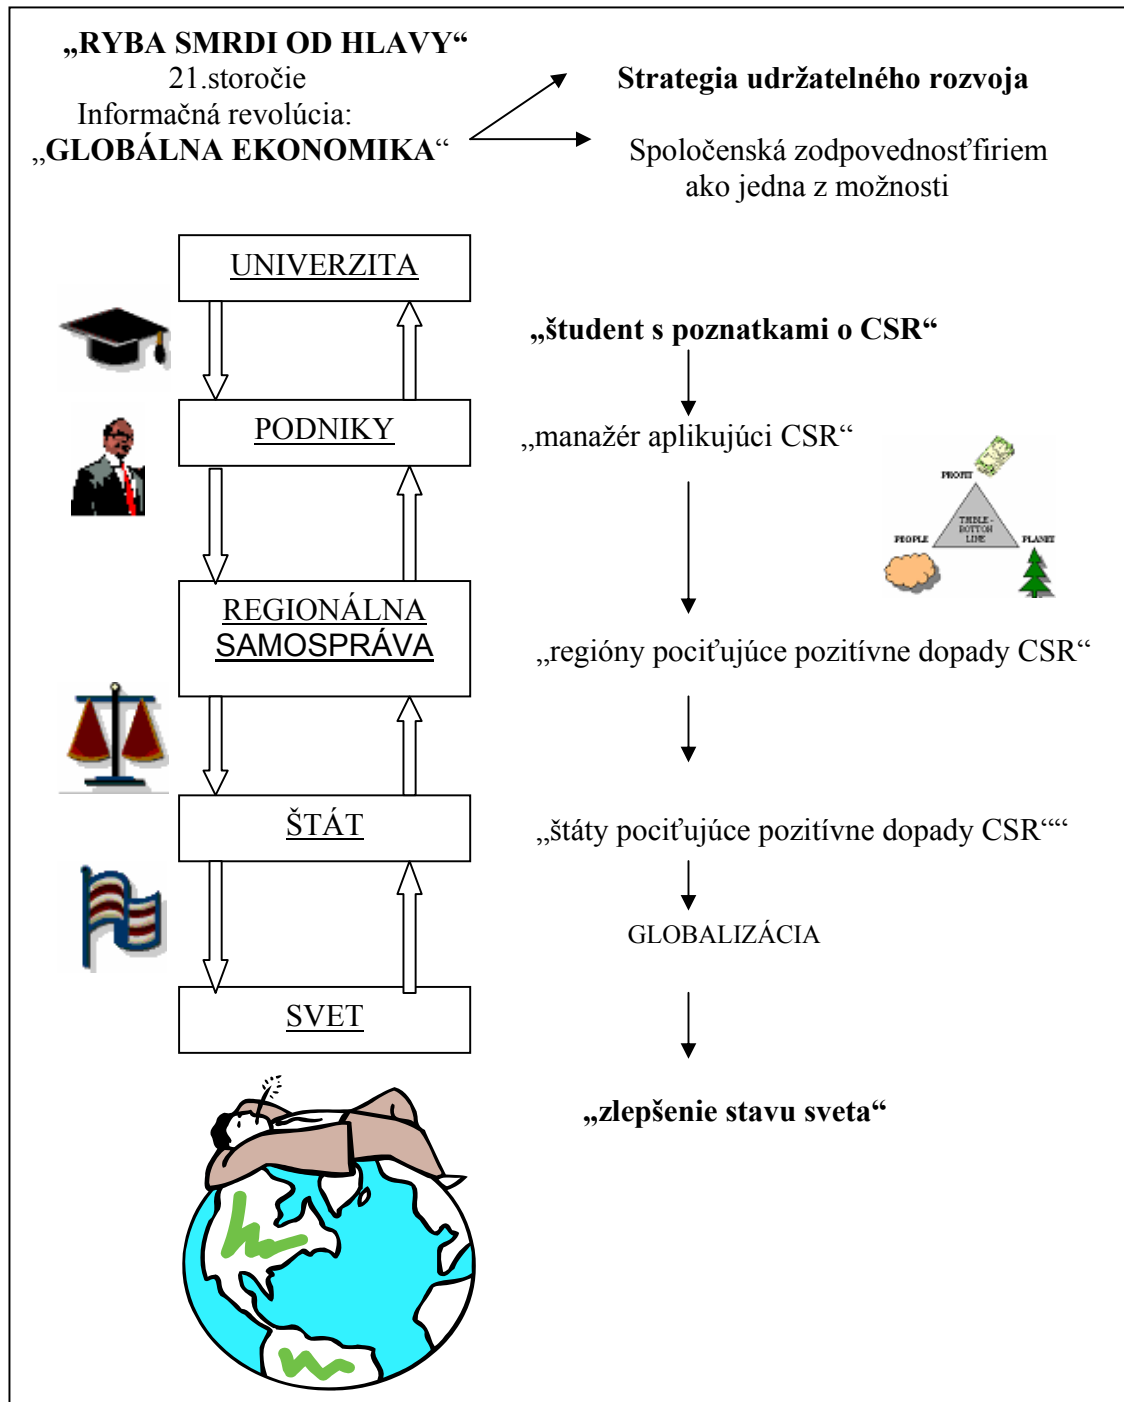 „RYBA SMRDI OD HLAVY“
21.storočie
Informačná revolúcia:
„GLOBÁLNA EKONOMIKA“
Strategia udržatelného rozvoja
Spoločenská zodpovednosťfiriem
ako jedna z možnosti
UNIVERZITA
„študent s poznatkami o CSR“
PODNIKY
„manažér aplikujúci CSR“
PROFIT
TRIBLE -
BOTTOM
LINE
PEOPLE
PLANET
REGIONÁLNA
SAMOSPRÁVA
„regióny pociťujúce pozitívne dopady CSR“
ŠTÁT
„štáty pociťujúce pozitívne dopady CSR““
GLOBALIZÁCIA
SVET
„zlepšenie stavu sveta“